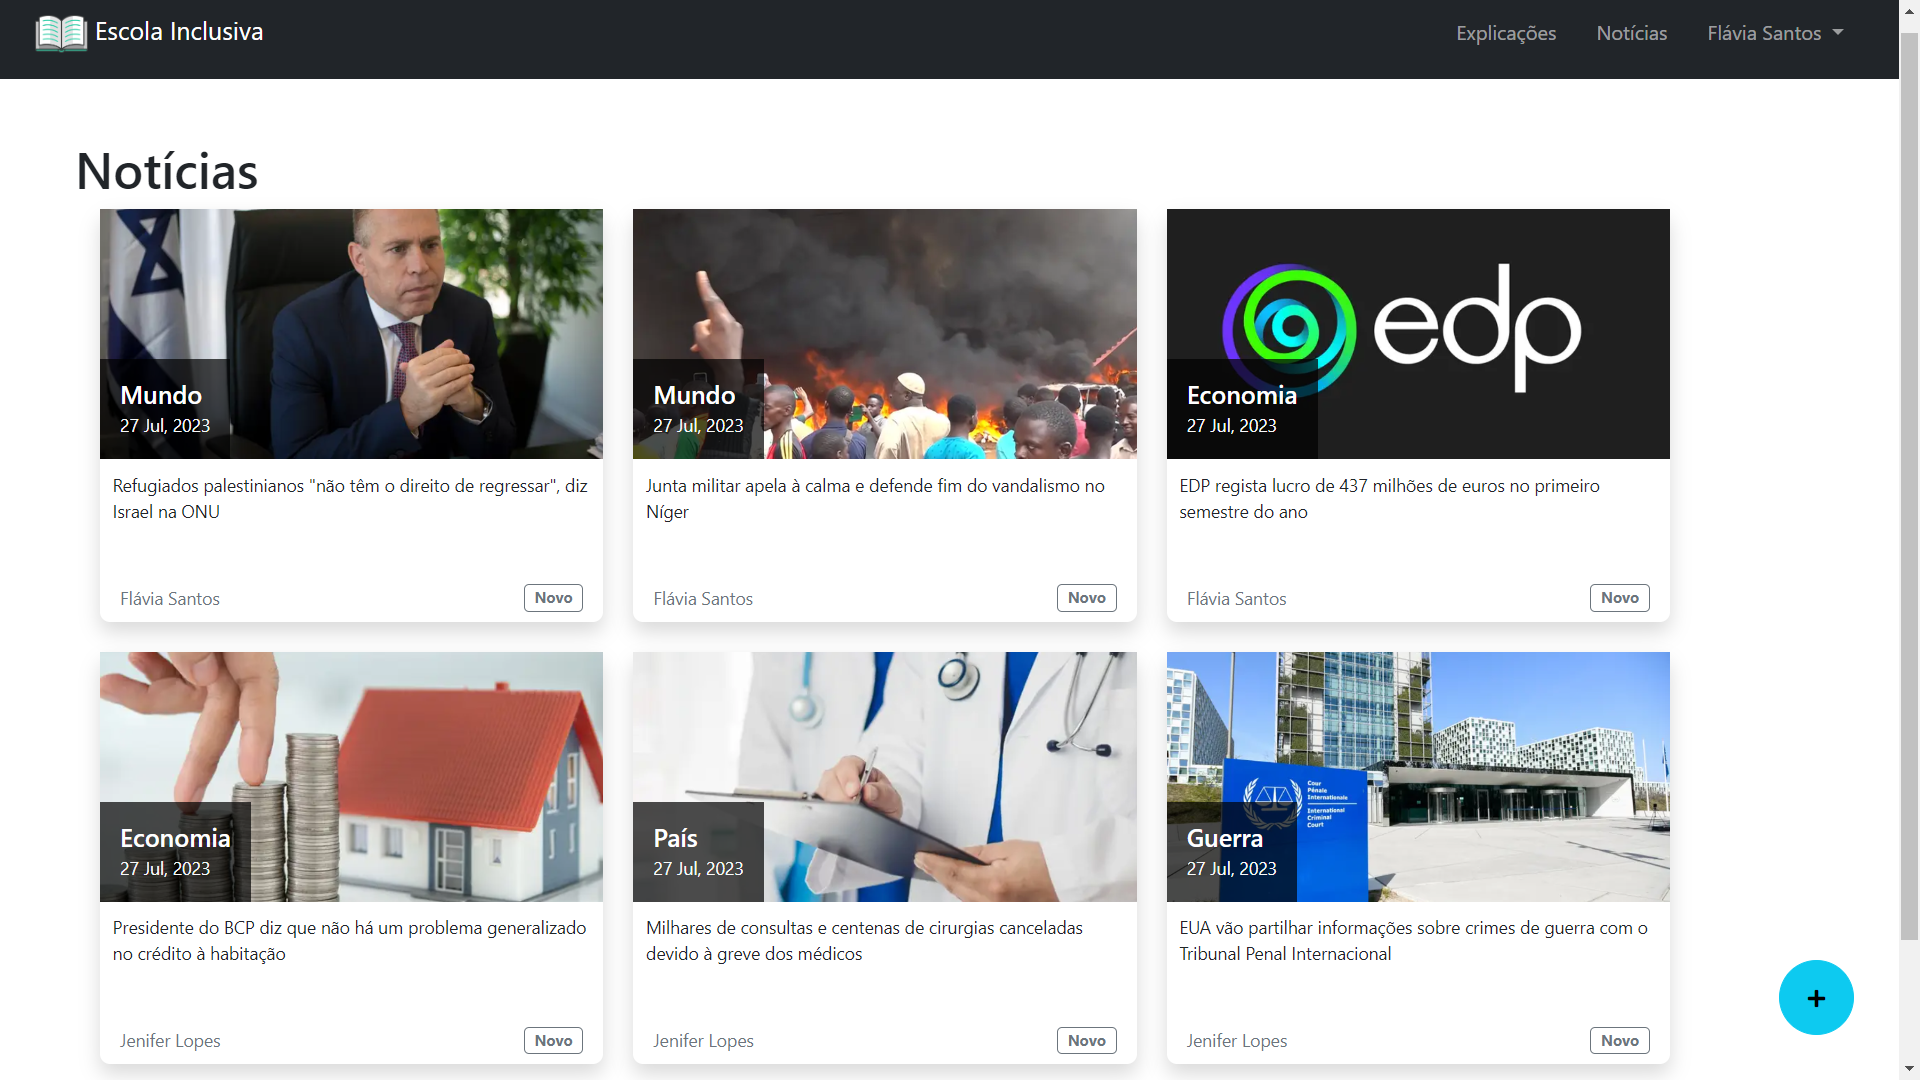 Escola Inclusiva
Explicações
Notícias
Flávia Santos
Notícias
Mundo
27 Jul, 2023
Refugiados palestinianos "não têm o direito de regressar", diz
Israel na ONU
Flávia Santos
Novo
Mundo
27 Jul, 2023
Junta militar apela à calma e defende fim do vandalismo no
Níger
Flávia Santos
Novo
edp
Economia
27 Jul, 2023
EDP regista lucro de 437 milhões de euros no primeiro
semestre do ano
Flávia Santos
Novo
Economia
27 Jul, 2023
Presidente do BCP diz que não há um problema generalizado
no crédito à habitação
Jenifer Lopes
Novo
País
27 Jul, 2023
Milhares de consultas e centenas de cirurgias canceladas
devido à greve dos médicos
Jenifer Lopes
Novo
Cour
Pénale
Internationale
International
Criminal
Court
Guerra
27 Jul, 2023
EUA vão partilhar informações sobre crimes de guerra com o
Tribunal Penal Internacional
Jenifer Lopes
Novo
+